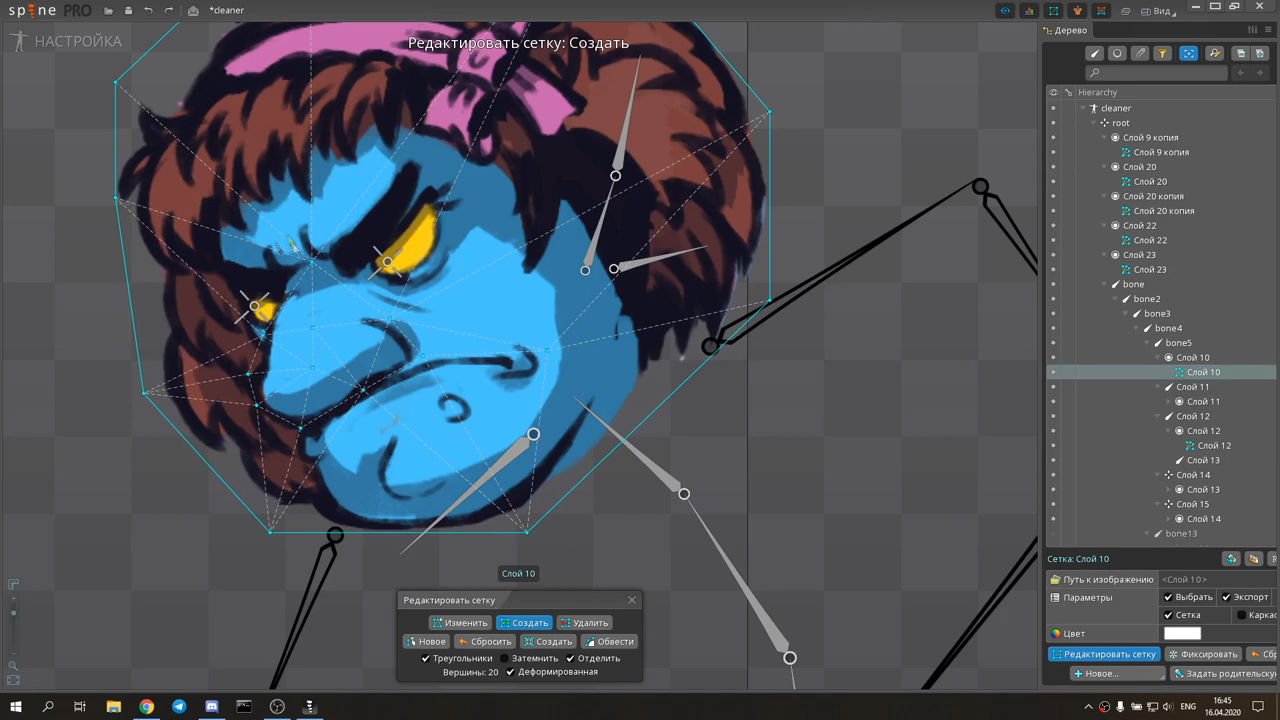 spine PRO
*cleaner
Вид
НАСТРОЙКА
Редактировать сетку: Создать
Дерево
Hierarchy
cleaner
root
Слой 9 копия
Слой 9 копия
Слой 20
Слой 20
Слой 20 копия
Слой 20 копия
Слой 22
Слой 22
Слой 23
Слой 23
bone
bone2
bone3
bone4
bone5
Слой 10
Слой 10
Слой 11
Слой 11
Слой 12
Слой 12
Слой 12
Слой 13
Слой 14
Слой 13
Слой 15
Слой 14
bone13
Сетка: Слой 10
Путь к изображению <Слой 10>
Параметры Выбрать Экспорт
Сетка Каркас
Цвет
Редактировать сетку Фиксировать Сбр
Новое... Задать родительску
Слой 10
Редактировать сетку
Изменить Создать Удалить
Новое Сбросить Создать Обвести
Треугольники Затемнить Отделить
Вершины: 20 Деформированная
ENG
16:45
16.04.2020